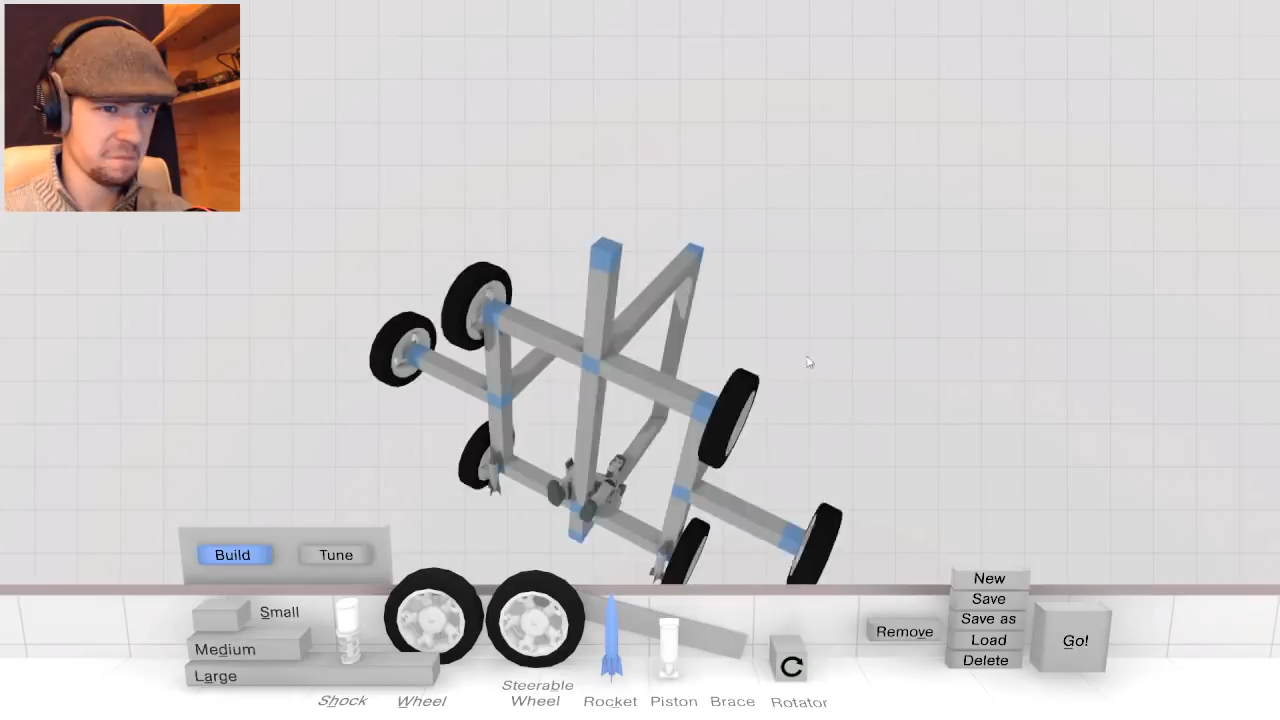 Build Tune
New
Save
Save as
Load
Delete
Small
Medium
Large
Remove
Go!
Shock
Wheel
Steerable
Wheel
Rocket
Piston
Brace
Rotator